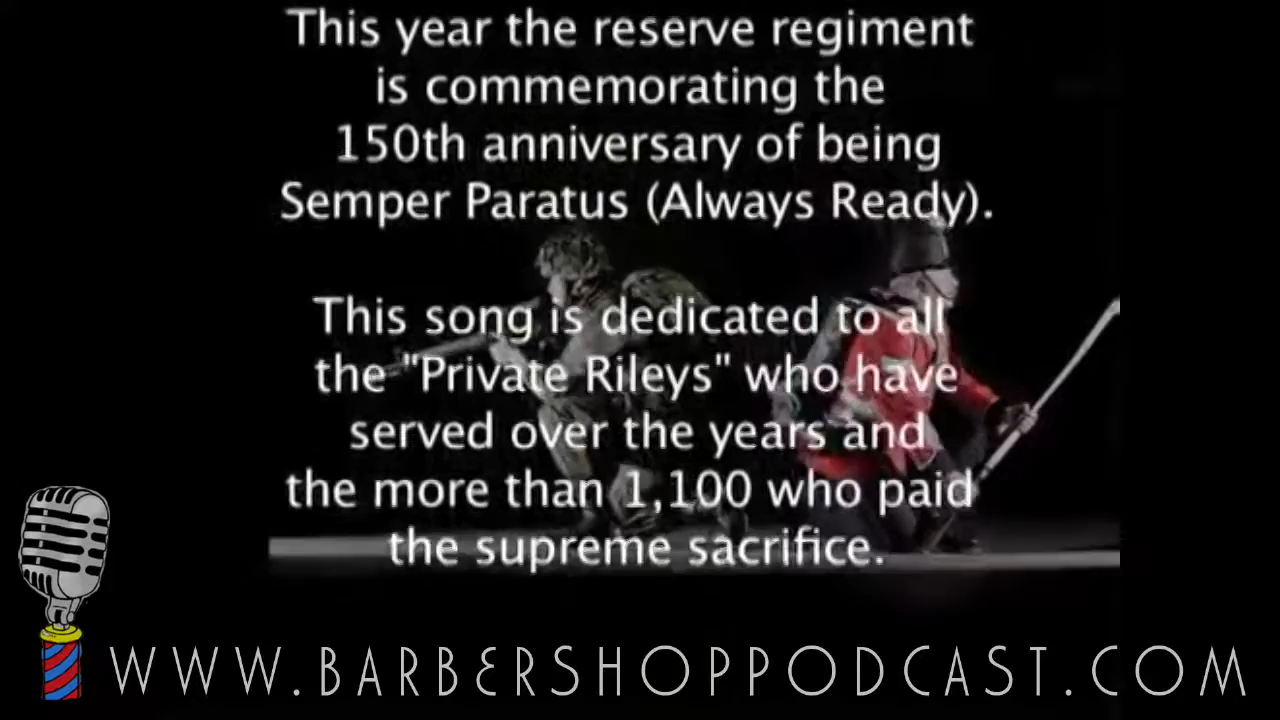 This year the reserve regiment
is commemorating the
150th anniversary of being
Semper Paratus (Always Ready).
This song is dedicated to all
the "Private Rileys" who have
served over the years and
the more than 1,100 who paid
the supreme sacrifice.
WWW.BARBERSHOPPODCAST.COM